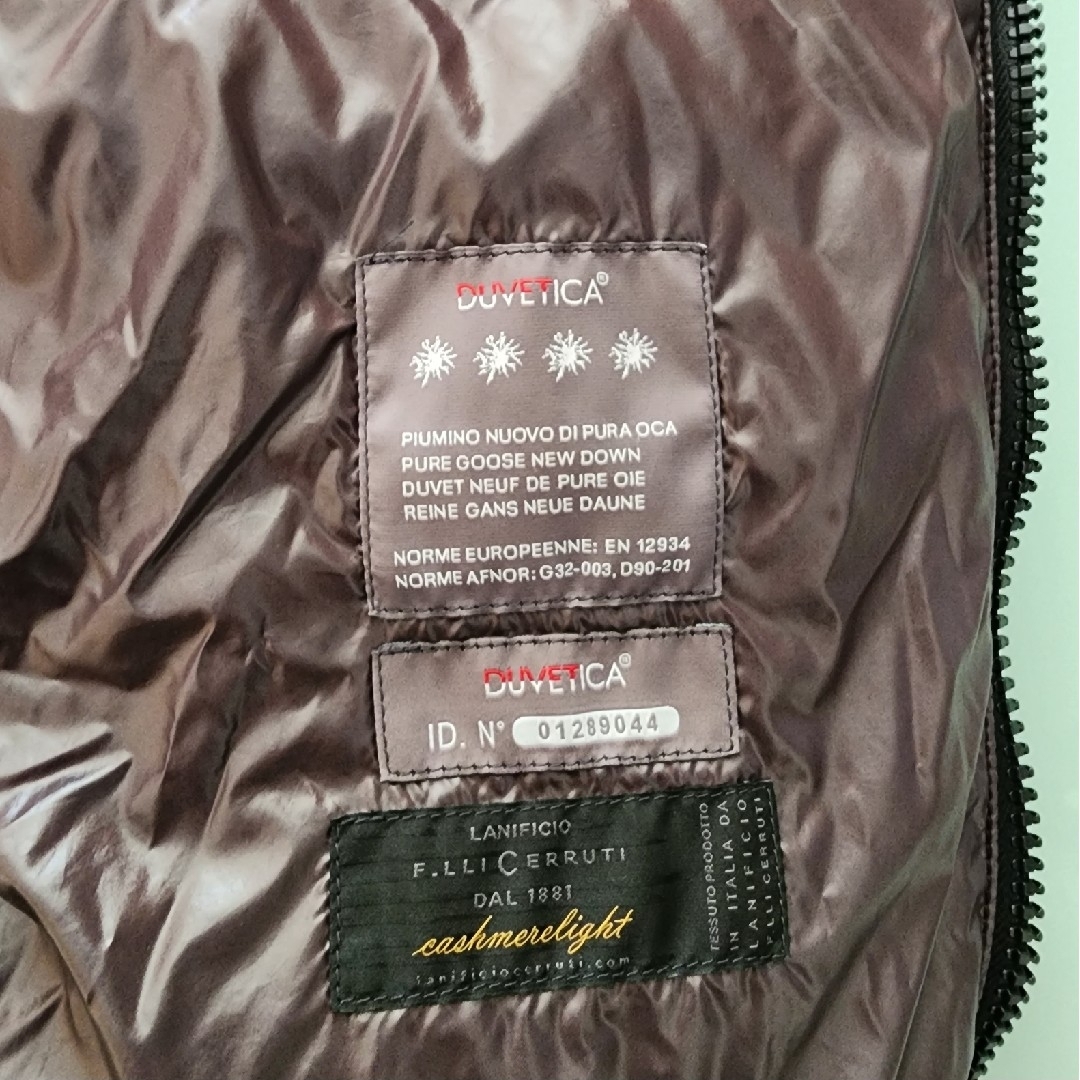 DUVETICA®
PIUMINO NUOVO DI PURA OCA
PURE GOOSE NEW DOWN
DUVET NEUF DE PURE OIE
REINE GANS NEUE DAUNE
NORME EUROPEENNE: EN 12934
NORME AFNOR: G32-003, D90-201
DUVETICA®
ID. N° 01289044
LANIFICIO
F.LLI CERRUTI
DAL 1881
cashmerelight
lanificiocerruti.com
TESSUTO PRODOTTO
IN ITALIA DA
LANIFICIO
F.LLI CERRUTI